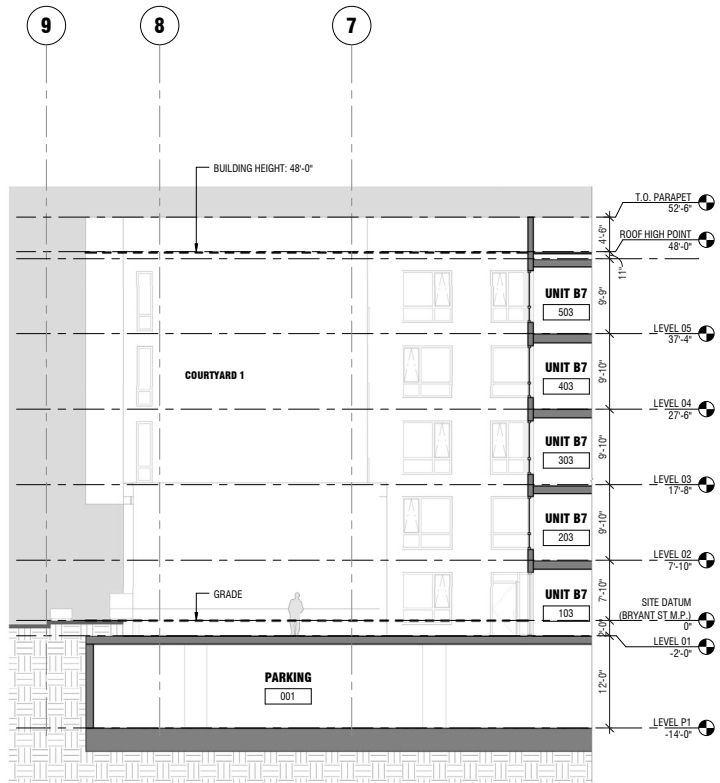 9
8
7
BUILDING HEIGHT: 48'-0"
T.O. PARAPET
52'-6"
4'-6"
ROOF HIGH POINT
48'-0"
11"
UNIT B7
503
9'-9"
LEVEL 05
37'-4"
COURTYARD 1
UNIT B7
403
9'-10"
LEVEL 04
27'-6"
UNIT B7
303
9'-10"
LEVEL 03
17'-8"
UNIT B7
203
9'-10"
LEVEL 02
7'-10"
GRADE
UNIT B7
103
7'-10"
SITE DATUM
(BRYANT ST M.P.)
0"
2'-0"
LEVEL 01
-2'-0"
PARKING
001
12'-0"
LEVEL P1
-14'-0"